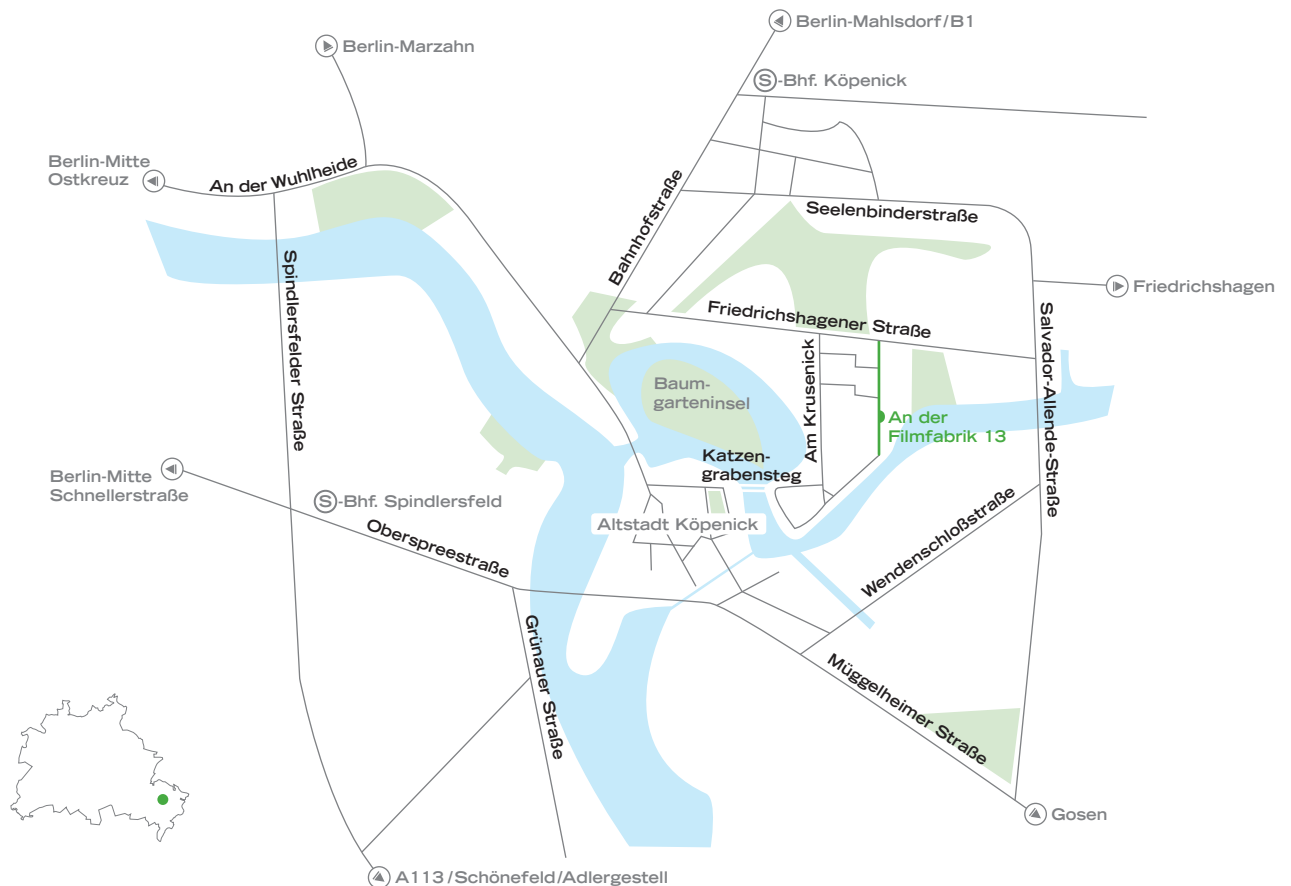 Berlin-Mahlsdorf/B1
Berlin-Marzahn
S-Bhf. Köpenick
Berlin-Mitte
Ostkreuz
An der Wuhlheide
Bahnhofstraße
Seelenbinderstraße
Spindlersfelder Straße
Friedrichshagen
Friedrichshagener Straße
Salvador-Allende-Straße
Am Krusenick
Baum-
garteninsel
An der
Filmfabrik 13
Katzen-
grabensteg
Berlin-Mitte
Schnellerstraße
S-Bhf. Spindlersfeld
Altstadt Köpenick
Oberspreestraße
Wendenschloßstraße
Grünauer Straße
Müggelheimer Straße
Gosen
A113/Schönefeld/Adlergestell